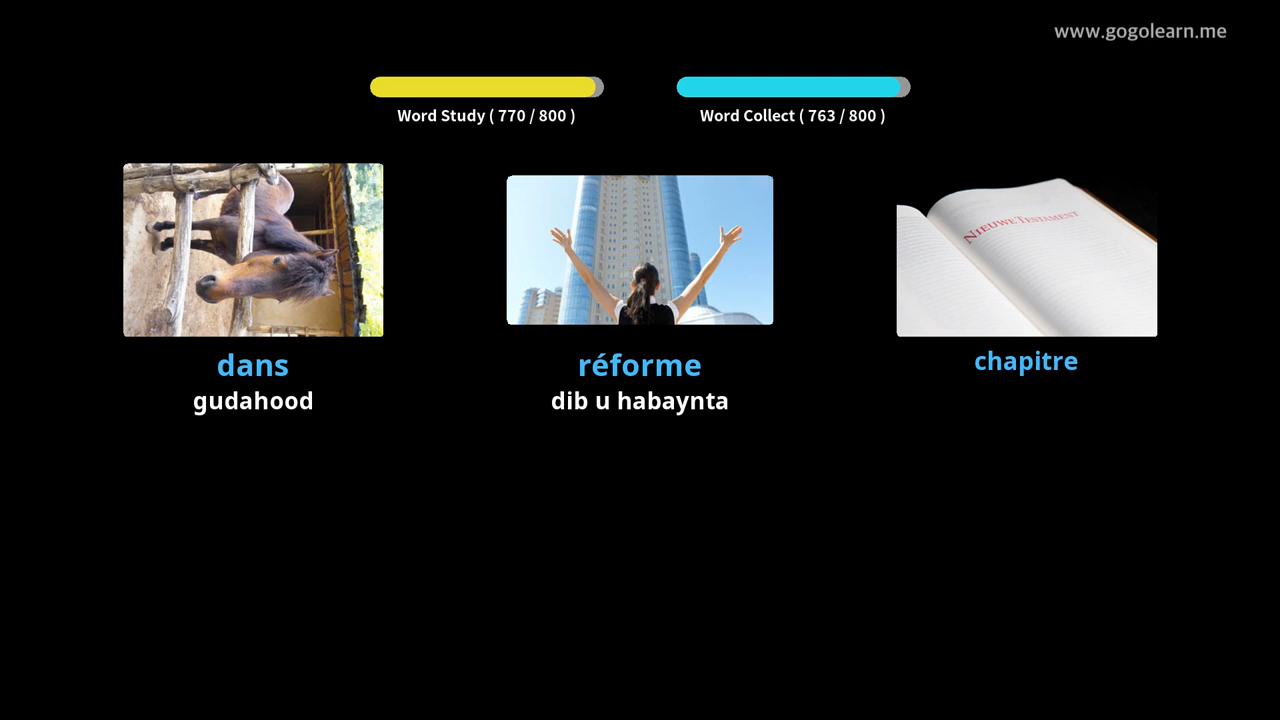 www.gogolearn.me
Word Study ( 770 / 800 )
Word Collect ( 763 / 800 )
NIEUWE TESTAMENT
dans
réforme
chapitre
gudahood
dib u habaynta